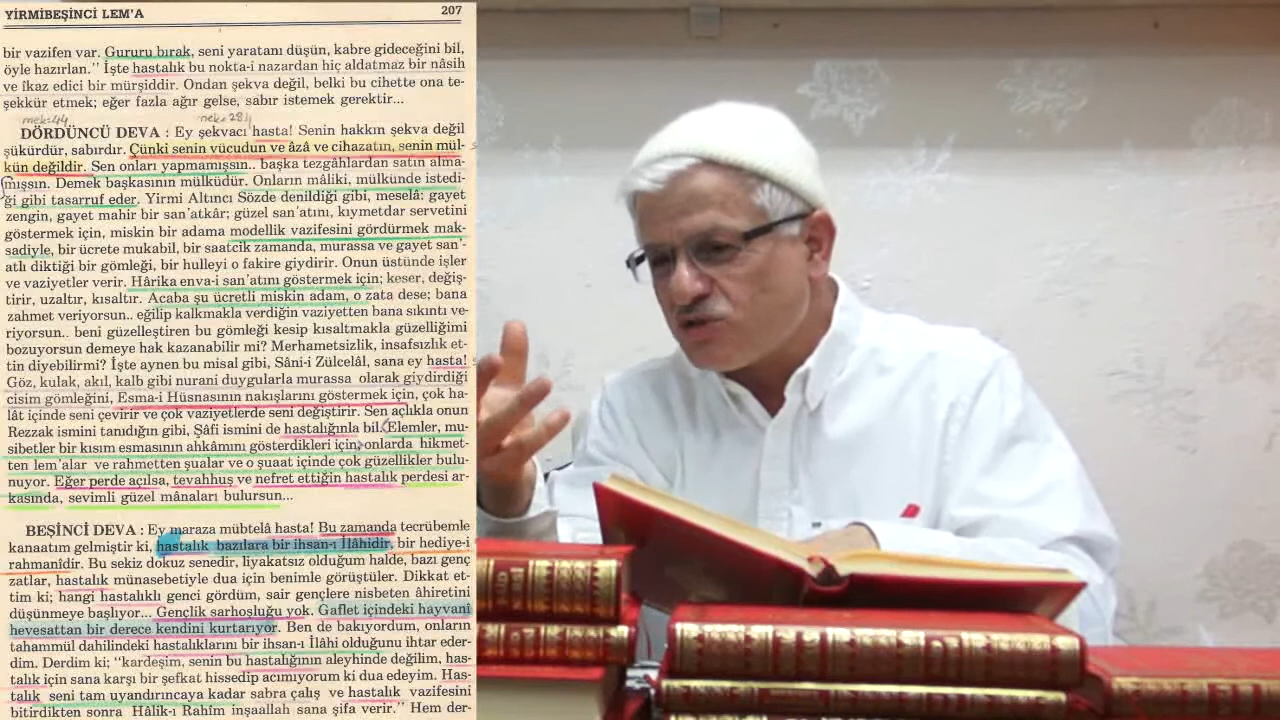 YİRMİBEŞİNCİ LEM'A 207
bir vazifen var. Gururu bırak, seni yaratanı düşün, kabre gideceğini bil,
öyle hazırlan." İşte hastalık bu nokta-i nazardan hiç aldatmaz bir nâsih
ve îkaz edici bir mürşiddir. Ondan şekva değil, belki bu cihette ona te-
şekkür etmek; eğer fazla ağır gelse, sabır istemek gerektir...
DÖRDÜNCÜ DEVA : Ey şekvacı hasta! Senin hakkın şekva değil
şükürdür, sabırdır. Çünki senin vücudun ve âzâ ve cihazatın, senin mül-
kün değildir. Sen onları yapmamışsın.. başka tezgâhlardan satın alma-
mışsın. Demek başkasının mülküdür. Onların mâliki, mülkünde istedi-
ği gibi tasarruf eder. Yirmi Altıncı Sözde denildiği gibi, meselâ: gayet
zengin, gayet mahir bir san'atkâr; güzel san'atını, kıymetdar servetini
göstermek için, miskin bir adama modellik vazifesini gördürmek mak-
sadiyle, bir ücrete mukabil, bir saatcik zamanda, murassa ve gayet san'-
atlı diktiği bir gömleği, bir hulleyi o fakire giydirir. Onun üstünde işler
ve vaziyetler verir. Hârika enva-i san'atını göstermek için; keser, değiş-
tirir, uzaltır, kısaltır. Acaba şu ücretli miskin adam, o zata dese; bana
zahmet veriyorsun.. eğilip kalkmakla verdiğin vaziyetten bana sıkıntı ve-
riyorsun.. beni güzelleştiren bu gömleği kesip kısaltmakla güzelliğimi
bozuyorsun demeye hak kazanabilir mi? Merhametsizlik, insafsızlık et-
tin diyebilirmi? İşte aynen bu misal gibi, Sâni-i Zülcelâl, sana ey hasta!
Göz, kulak, akıl, kalb gibi nurani duygularla murassa olarak giydirdiği
cisim gömleğini, Esma-i Hüsnasının nakışlarını göstermek için, çok ha-
lât içinde seni çevirir ve çok vaziyetlerde seni değiştirir. Sen açlıkla onun
Rezzak ismini tanıdığın gibi, Şâfi ismini de hastalığınla bil. Elemler, mu-
sibetler bir kısım esmasının ahkâmını gösterdikleri için, onlarda hikmet-
ten lem'alar ve rahmetten şualar ve o şuaat içinde çok güzellikler bulu-
nuyor. Eğer perde açılsa, tevahhuş ve nefret ettiğin hastalık perdesi ar-
kasında, sevimli güzel mânaları bulursun...
BEŞİNCİ DEVA : Ey maraza mübtelâ hasta! Bu zamanda tecrübemle
kanaatım gelmiştir ki, hastalık bazılara bir ihsan-ı İlâhidir, bir hediye-i
rahmanîdir. Bu sekiz dokuz senedir, liyakatsız olduğum halde, bazı genç
zatlar, hastalık münasebetiyle dua için benimle görüştüler. Dikkat et-
tim ki; hangi hastalıklı genci gördüm, sair gençlere nisbeten âhiretini
düşünmeye başlıyor... Gençlik sarhoşluğu yok. Gaflet içindeki hayvanî
hevesattan bir derece kendini kurtarıyor. Ben de bakıyordum, onların
tahammül dahilindeki hastalıklarını bir ihsan-ı İlâhi olduğunu ihtar eder-
dim. Derdim ki; "kardeşim, senin bu hastalığının aleyhinde değilim, has-
talık için sana karşı bir şefkat hissedip acımıyorum ki dua edeyim. Has-
talık seni tam uyandırıncaya kadar sabra çalış ve hastalık vazifesini
bitirdikten sonra Hâlik-ı Rahîm inşaallah sana şifa verir." Hem der-